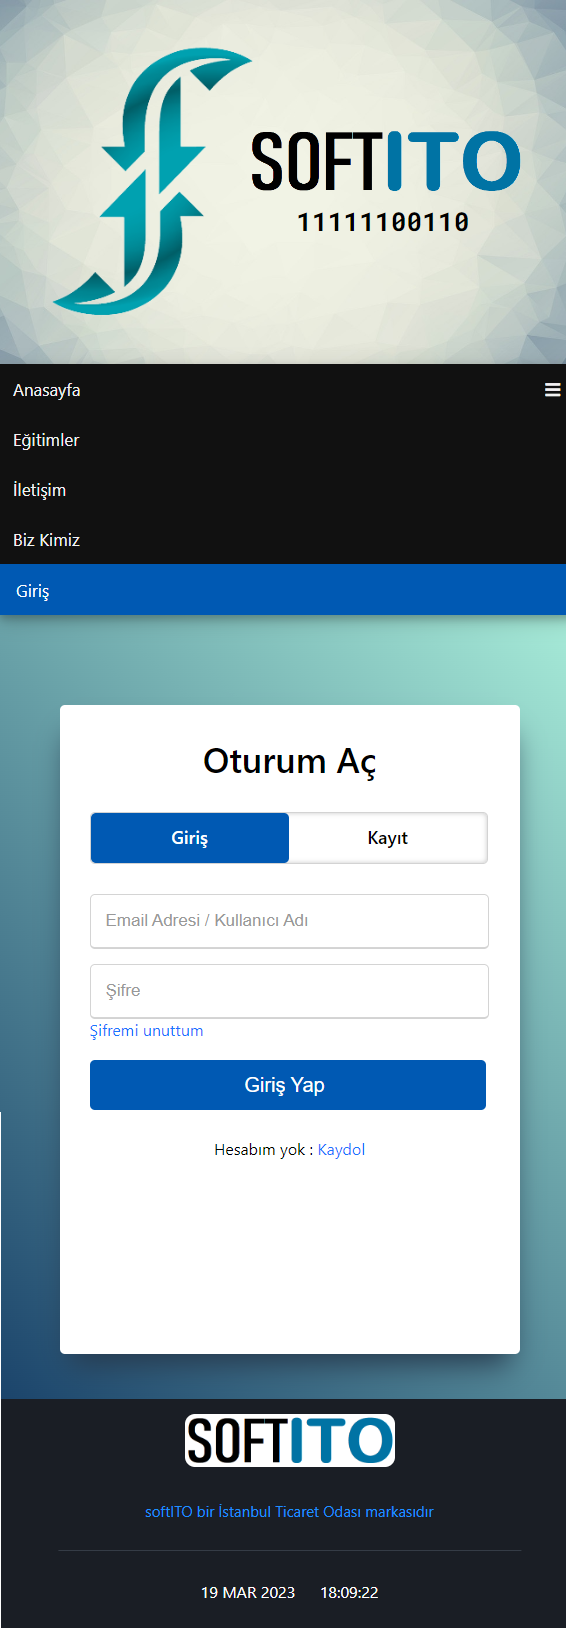 SOFTITO
11111100110
Anasayfa
Eğitimler
İletişim
Biz Kimiz
Giriş
Oturum Aç
Giriş Kayıt
Email Adresi / Kullanıcı Adı
Şifre
Şifremi unuttum
Giriş Yap
Hesabım yok : Kaydol
SOFTITO
softITO bir İstanbul Ticaret Odası markasıdır
19 MAR 2023 18:09:22